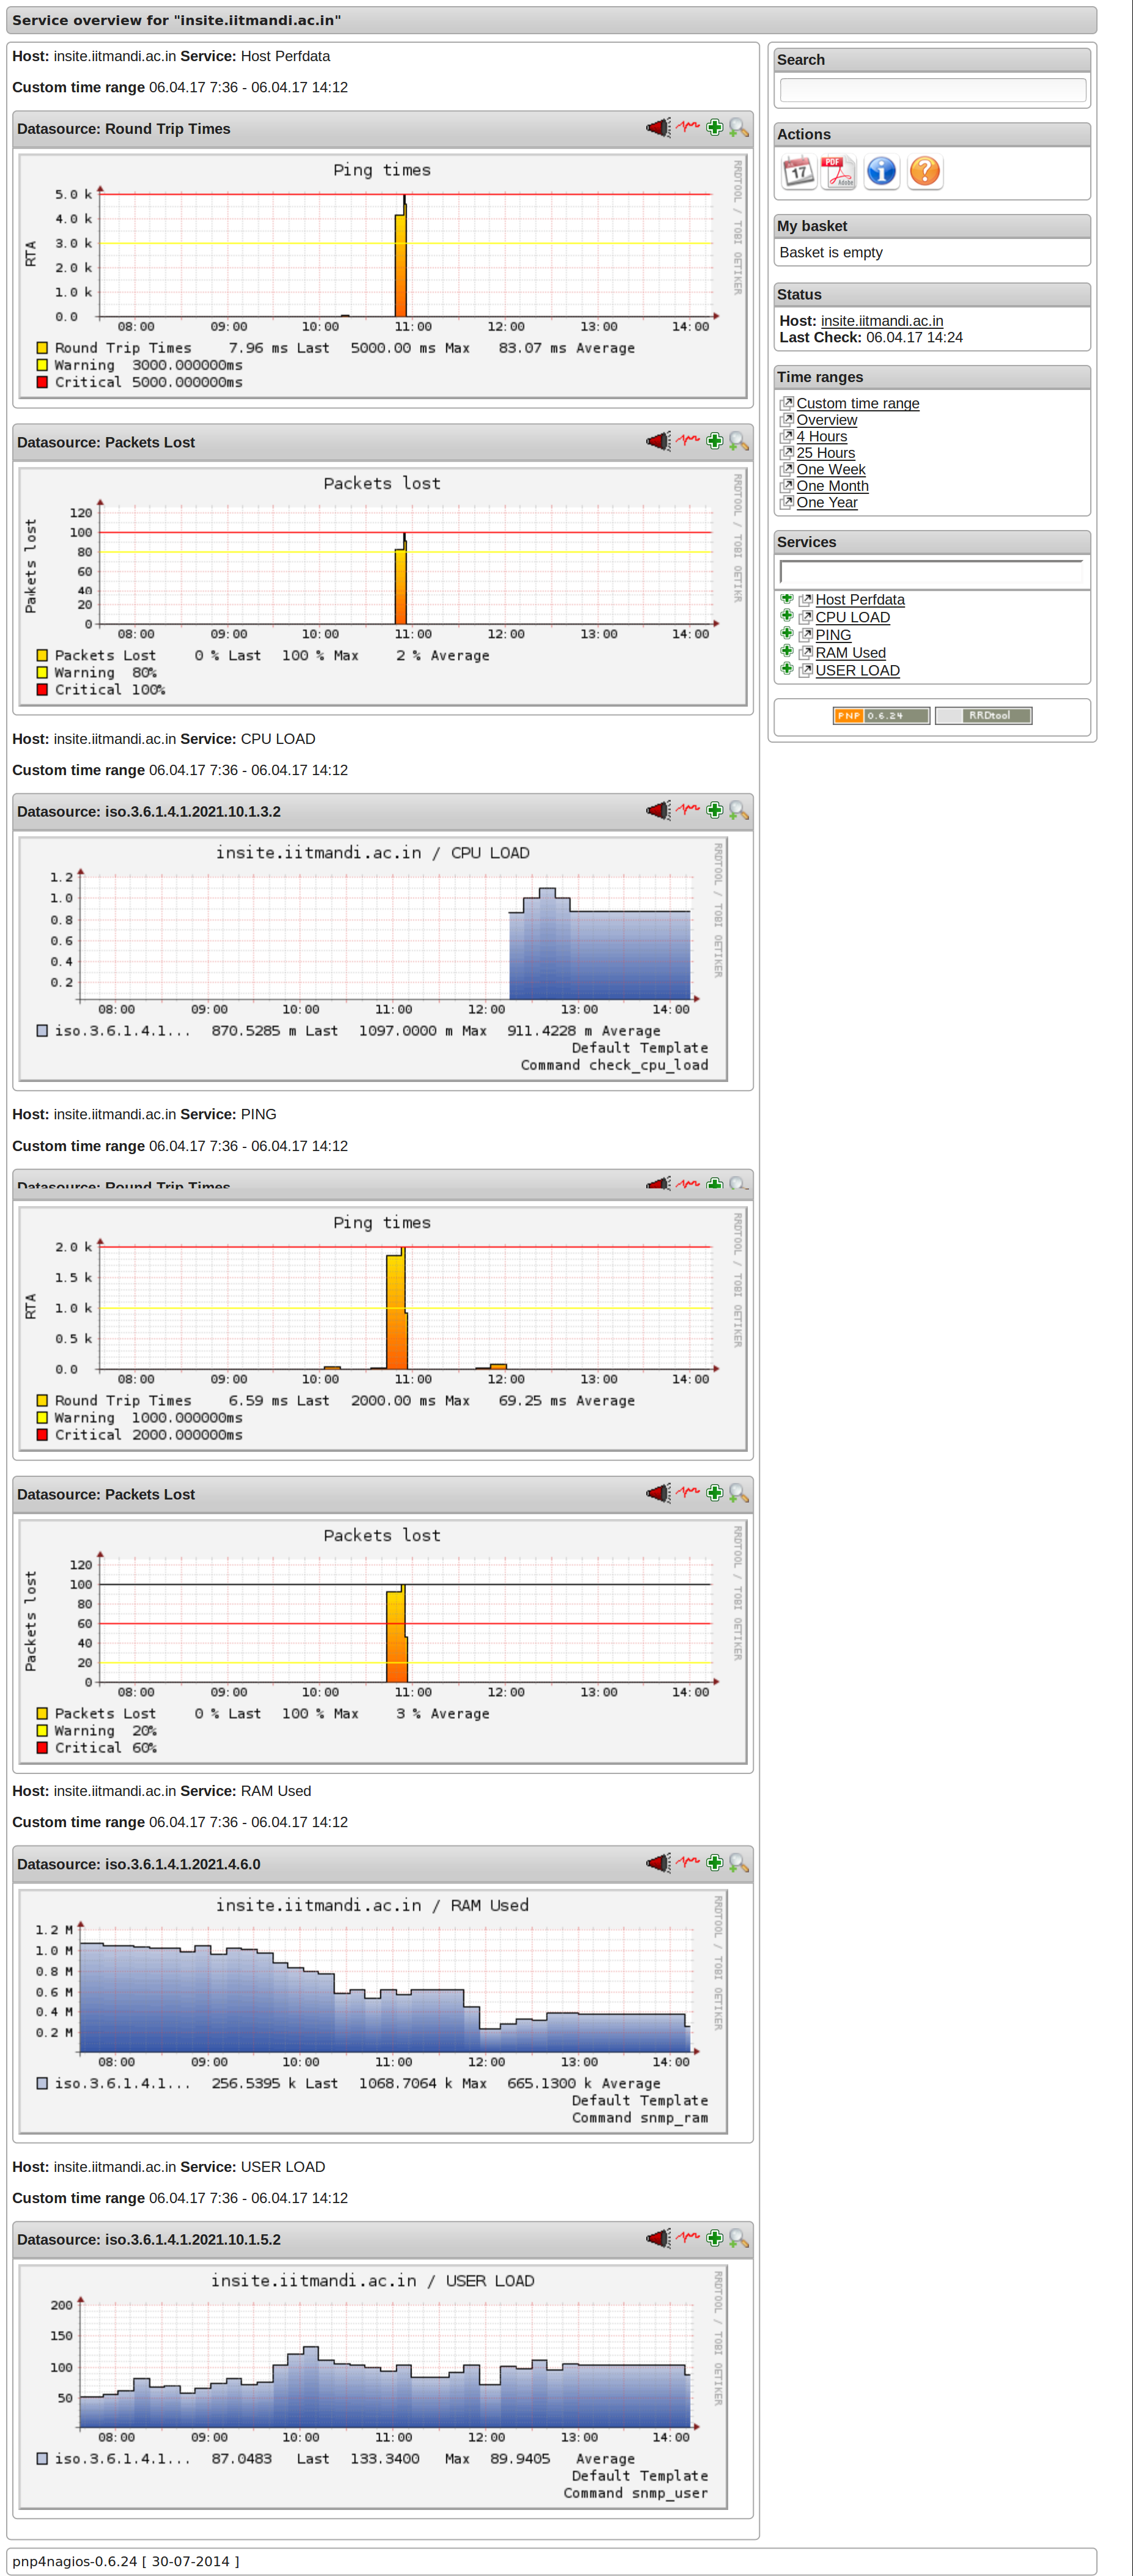 Service overview for "insite.iitmandi.ac.in"
Host: insite.iitmandi.ac.in Service: Host Perfdata
Custom time range 06.04.17 7:36 - 06.04.17 14:12
Datasource: Round Trip Times
Ping times
RRDTOOL / TOBI OETIKER
RTA
5.0 k
4.0 k
3.0 k
2.0 k
1.0 k
0.0
08:00 09:00 10:00 11:00 12:00 13:00 14:00
Round Trip Times 7.96 ms Last 5000.00 ms Max 83.07 ms Average
Warning 3000.000000ms
Critical 5000.000000ms
Datasource: Packets Lost
Packets lost
RRDTOOL / TOBI OETIKR
Packets lost
120
100
80
60
40
20
0
08:00 09:00 10:00 11:00 12:00 13:00 14:00
Packets Lost 0 % Last 100 % Max 2 % Average
Warning 80%
Critical 100%
Host: insite.iitmandi.ac.in Service: CPU LOAD
Custom time range 06.04.17 7:36 - 06.04.17 14:12
Datasource: iso.3.6.1.4.1.2021.10.1.3.2
insite.iitmandi.ac.in / CPU LOAD
RRDTOOL / TOBI OETIKER
1.2
1.0
0.8
0.6
0.4
0.2
08:00 09:00 10:00 11:00 12:00 13:00 14:00
iso.3.6.1.4.1... 870.5285 m Last 1097.0000 m Max 911.4228 m Average
Default Template
Command check_cpu_load
Host: insite.iitmandi.ac.in Service: PING
Custom time range 06.04.17 7:36 - 06.04.17 14:12
Datasource: Round Trip Times
Ping times
RRDTOOL / TOBI OETIKER
RTA
2.0 k
1.5 k
1.0 k
0.5 k
0.0
08:00 09:00 10:00 11:00 12:00 13:00 14:00
Round Trip Times 6.59 ms Last 2000.00 ms Max 69.25 ms Average
Warning 1000.000000ms
Critical 2000.000000ms
Datasource: Packets Lost
Packets lost
RRDTOOL / TOBI OETIKER
Packets lost
120
100
80
60
40
20
0
08:00 09:00 10:00 11:00 12:00 13:00 14:00
Packets Lost 0 % Last 100 % Max 3 % Average
Warning 20%
Critical 60%
Host: insite.iitmandi.ac.in Service: RAM Used
Custom time range 06.04.17 7:36 - 06.04.17 14:12
Datasource: iso.3.6.1.4.1.2021.4.6.0
insite.iitmandi.ac.in / RAM Used
RRDTOOL / TOBI OETIKER
1.2 M
1.0 M
0.8 M
0.6 M
0.4 M
0.2 M
08:00 09:00 10:00 11:00 12:00 13:00 14:00
iso.3.6.1.4.1... 256.5395 k Last 1068.7064 k Max 665.1300 k Average
Default Template
Command snmp_ram
Host: insite.iitmandi.ac.in Service: USER LOAD
Custom time range 06.04.17 7:36 - 06.04.17 14:12
Datasource: iso.3.6.1.4.1.2021.10.1.5.2
insite.iitmandi.ac.in / USER LOAD
RRDTOOL / TOBI OETIKER
200
150
100
50
08:00 09:00 10:00 11:00 12:00 13:00 14:00
iso.3.6.1.4.1... 87.0483 Last 133.3400 Max 89.9405 Average
Default Template
Command snmp_user
Search
Actions
17
PDF
Adobe
i
?
My basket
Basket is empty
Status
Host: insite.iitmandi.ac.in
Last Check: 06.04.17 14:24
Time ranges
Custom time range
Overview
4 Hours
25 Hours
One Week
One Month
One Year
Services
Host Perfdata
CPU LOAD
PING
RAM Used
USER LOAD
PNP 0.6.24 RRDtool
pnp4nagios-0.6.24 [ 30-07-2014 ]